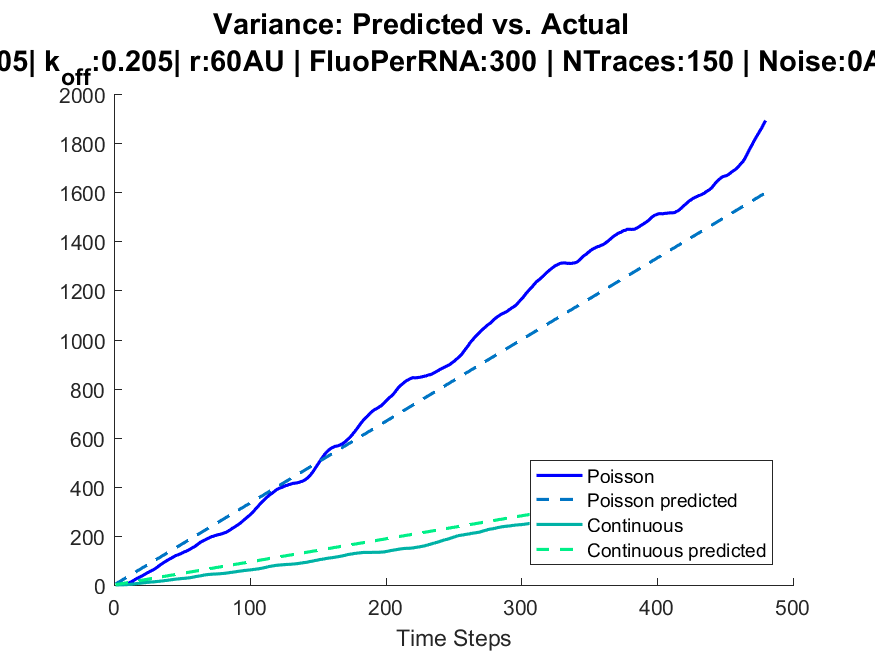 Variance: Predicted vs. Actual
05| k_off:0.205| r:60AU | FluoPerRNA:300 | NTraces:150 | Noise:0A
2000
1800
1600
1400
1200
1000
800
600
400
200
0
Poisson
Poisson predicted
Continuous
Continuous predicted
0 100 200 300 400 500
Time Steps